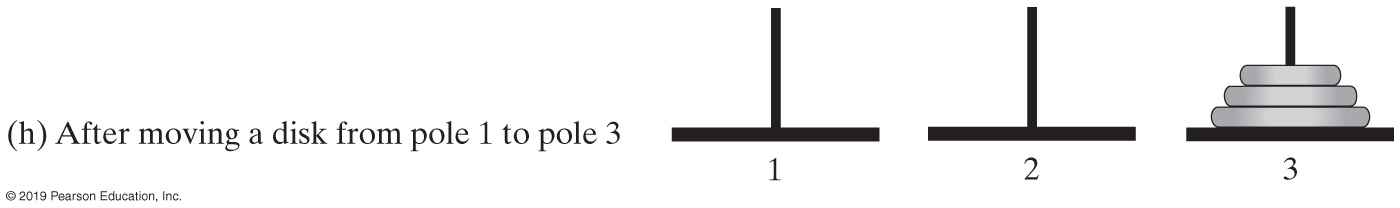 (h) After moving a disk from pole 1 to pole 3
1 2 3
© 2019 Pearson Education, Inc.